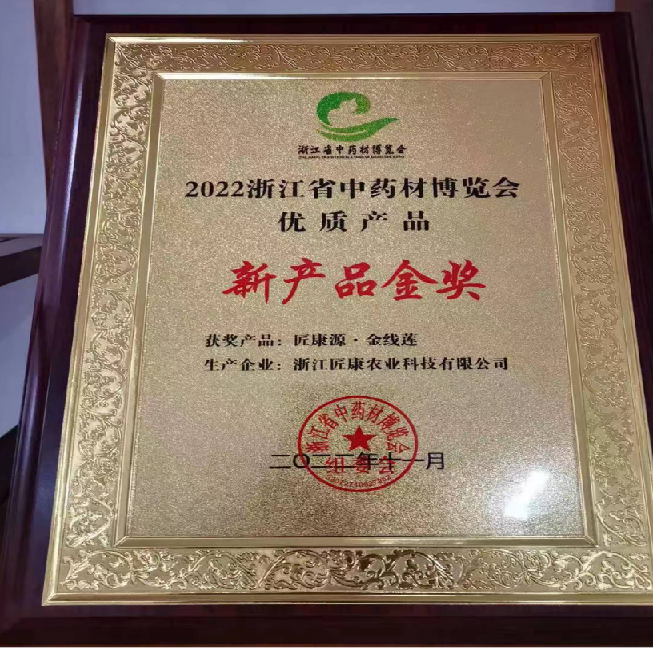 浙江省中药材博览会
2022浙江省中药材博览会
优质产品
新产品金奖
获奖产品：匠康源·金线莲
生产企业：浙江匠康农业科技有限公司
浙江省中药材博览会
二〇二二年十一月